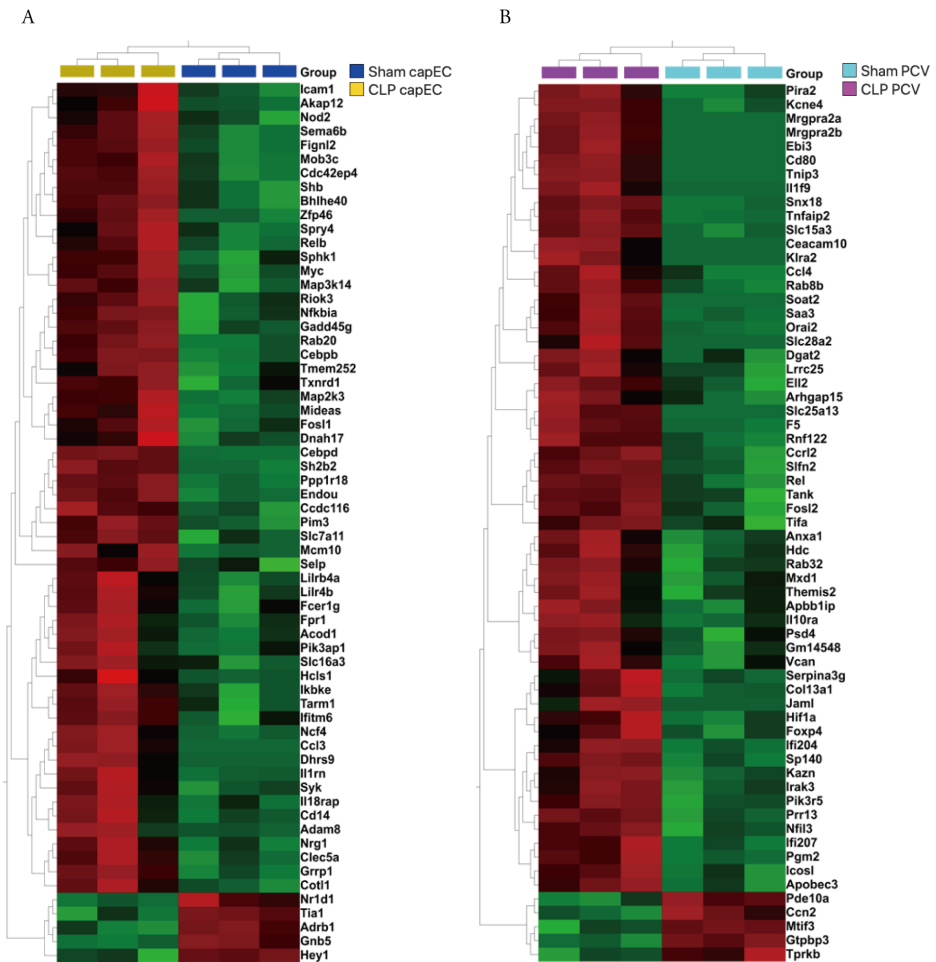 A
Group
Sham capEC
CLP capEC
Icam1
Akap12
Nod2
Sema6b
Fignl2
Mob3c
Cdc42ep4
Shb
Bhlhe40
Zfp46
Spry4
Relb
Sphk1
Myc
Map3k14
Riok3
Nfkbia
Gadd45g
Rab20
Cebpb
Tmem252
Txnrd1
Map2k3
Mideas
Fosl1
Dnah17
Cebpd
Sh2b2
Ppp1r18
Endou
Ccdc116
Pim3
Slc7a11
Mcm10
Selp
Lilrb4a
Lilr4b
Fcer1g
Fpr1
Acod1
Pik3ap1
Slc16a3
Hcls1
Ikbke
Tarm1
Ifitm6
Ncf4
Ccl3
Dhrs9
Il1rn
Syk
Il18rap
Cd14
Adam8
Nrg1
Clec5a
Grrp1
Cotl1
Nr1d1
Tia1
Adrb1
Gnb5
Hey1
B
Group
Sham PCV
CLP PCV
Pira2
Kcne4
Mrgpra2a
Mrgpra2b
Ebi3
Cd80
Tnip3
Il1f9
Snx18
Tnfaip2
Slc15a3
Ceacam10
Klra2
Ccl4
Rab8b
Soat2
Saa3
Orai2
Slc28a2
Dgat2
Lrrc25
Ell2
Arhgap15
Slc25a13
F5
Rnf122
Ccrl2
Slfn2
Rel
Tank
Fosl2
Tifa
Anxa1
Hdc
Rab32
Mxd1
Themis2
Apbb1ip
Il10ra
Psd4
Gm14548
Vcan
Serpina3g
Col13a1
Jaml
Hif1a
Foxp4
Ifi204
Sp140
Kazn
Irak3
Pik3r5
Prr13
Nfil3
Ifi207
Pgm2
Icosl
Apobec3
Pde10a
Ccn2
Mtif3
Gtpbp3
Tprkb